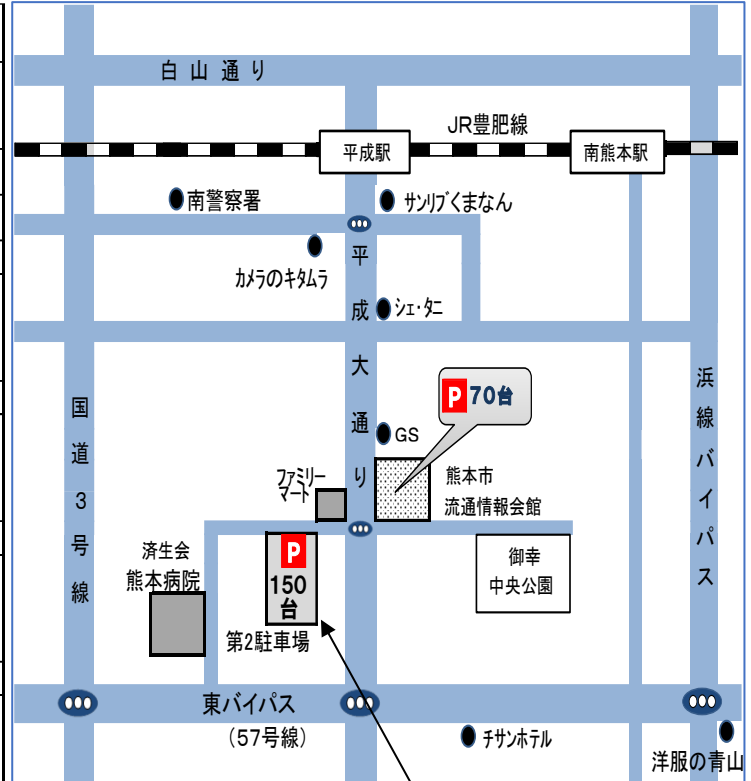 白山通り
JR豊肥線
平成駅
南熊本駅
南警察署
サンリブくまなん
カメラのキタムラ
平成大通り
シェ・タニ
P 70台
国道3号線
浜線バイパス
GS
ファミリー
マート
熊本市
流通情報会館
済生会
熊本病院
P
150
台
御幸
中央公園
第2駐車場
東バイパス
(57号線)
チサンホテル
洋服の青山